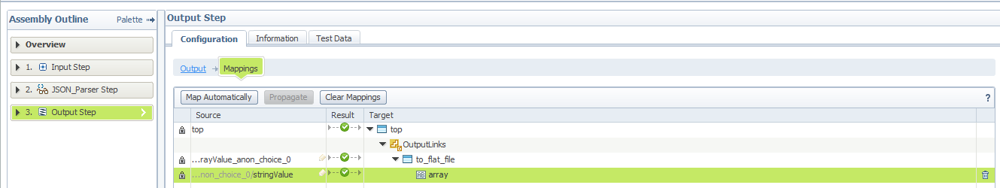 Assembly Outline
Palette
Output Step
Configuration
Information
Test Data
Overview
1. Input Step
2. JSON_Parser Step
3. Output Step
Output
Mappings
Map Automatically
Propagate
Clear Mappings
?
Source
Result
Target
top
top
OutputLinks
...rayValue_anon_choice_0
to_flat_file
...non_choice_0/stringValue
AB array